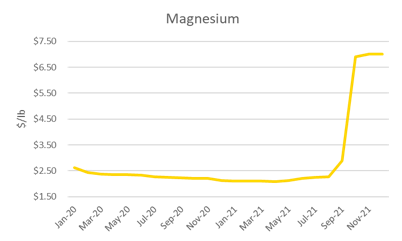 Magnesium
$7.50
$6.50
$5.50
$4.50
$3.50
$2.50
$1.50
$/lb
Jan-20
Mar-20
May-20
Jul-20
Sep-20
Nov-20
Jan-21
Mar-21
May-21
Jul-21
Sep-21
Nov-21